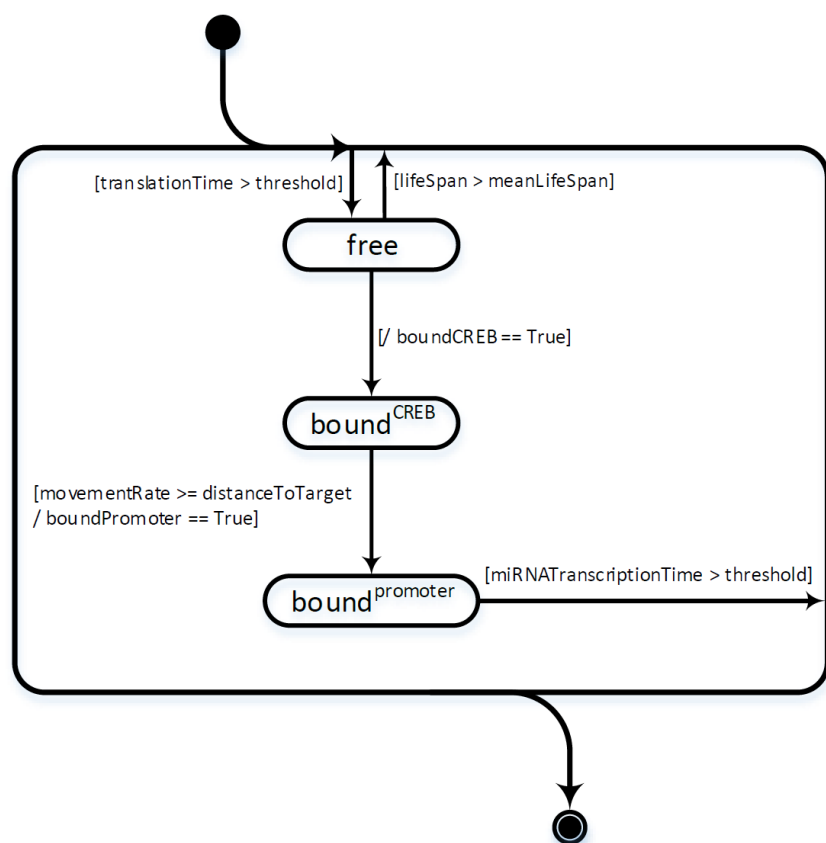 [translationTime > threshold]
[lifeSpan > meanLifeSpan]
free
[/ boundCREB == True]
bound^CREB
[movementRate >= distanceToTarget
/ boundPromoter == True]
[miRNATranscriptionTime > threshold]
bound^promoter